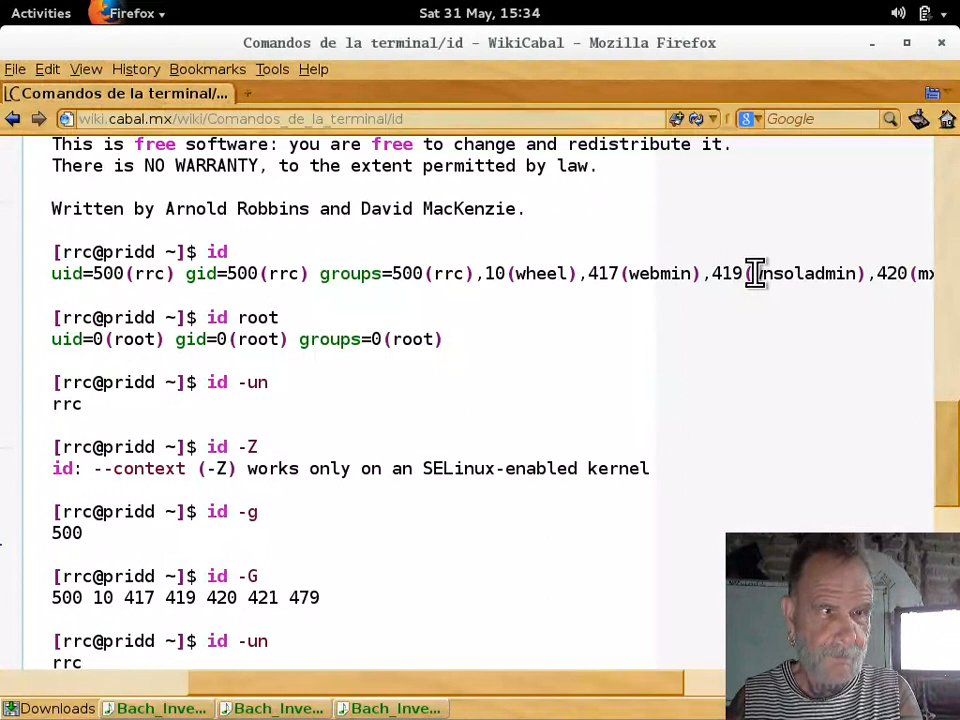 Activities Firefox Sat 31 May, 15:34
Comandos de la terminal/id - WikiCabal - Mozilla Firefox
File Edit View History Bookmarks Tools Help
Comandos de la terminal/...
wiki.cabal.mx/wiki/Comandos_de_la_terminal/id Google
This is free software: you are free to change and redistribute it.
There is NO WARRANTY, to the extent permitted by law.
Written by Arnold Robbins and David MacKenzie.
[rrc@pridd ~]$ id
uid=500(rrc) gid=500(rrc) groups=500(rrc),10(wheel),417(webmin),419( nsoladmin),420(mx
[rrc@pridd ~]$ id root
uid=0(root) gid=0(root) groups=0(root)
[rrc@pridd ~]$ id -un
rrc
[rrc@pridd ~]$ id -Z
id: --context (-Z) works only on an SELinux-enabled kernel
[rrc@pridd ~]$ id -g
500
[rrc@pridd ~]$ id -G
500 10 417 419 420 421 479
[rrc@pridd ~]$ id -un
rrc
Downloads Bach_Inve... Bach_Inve... Bach_Inve...